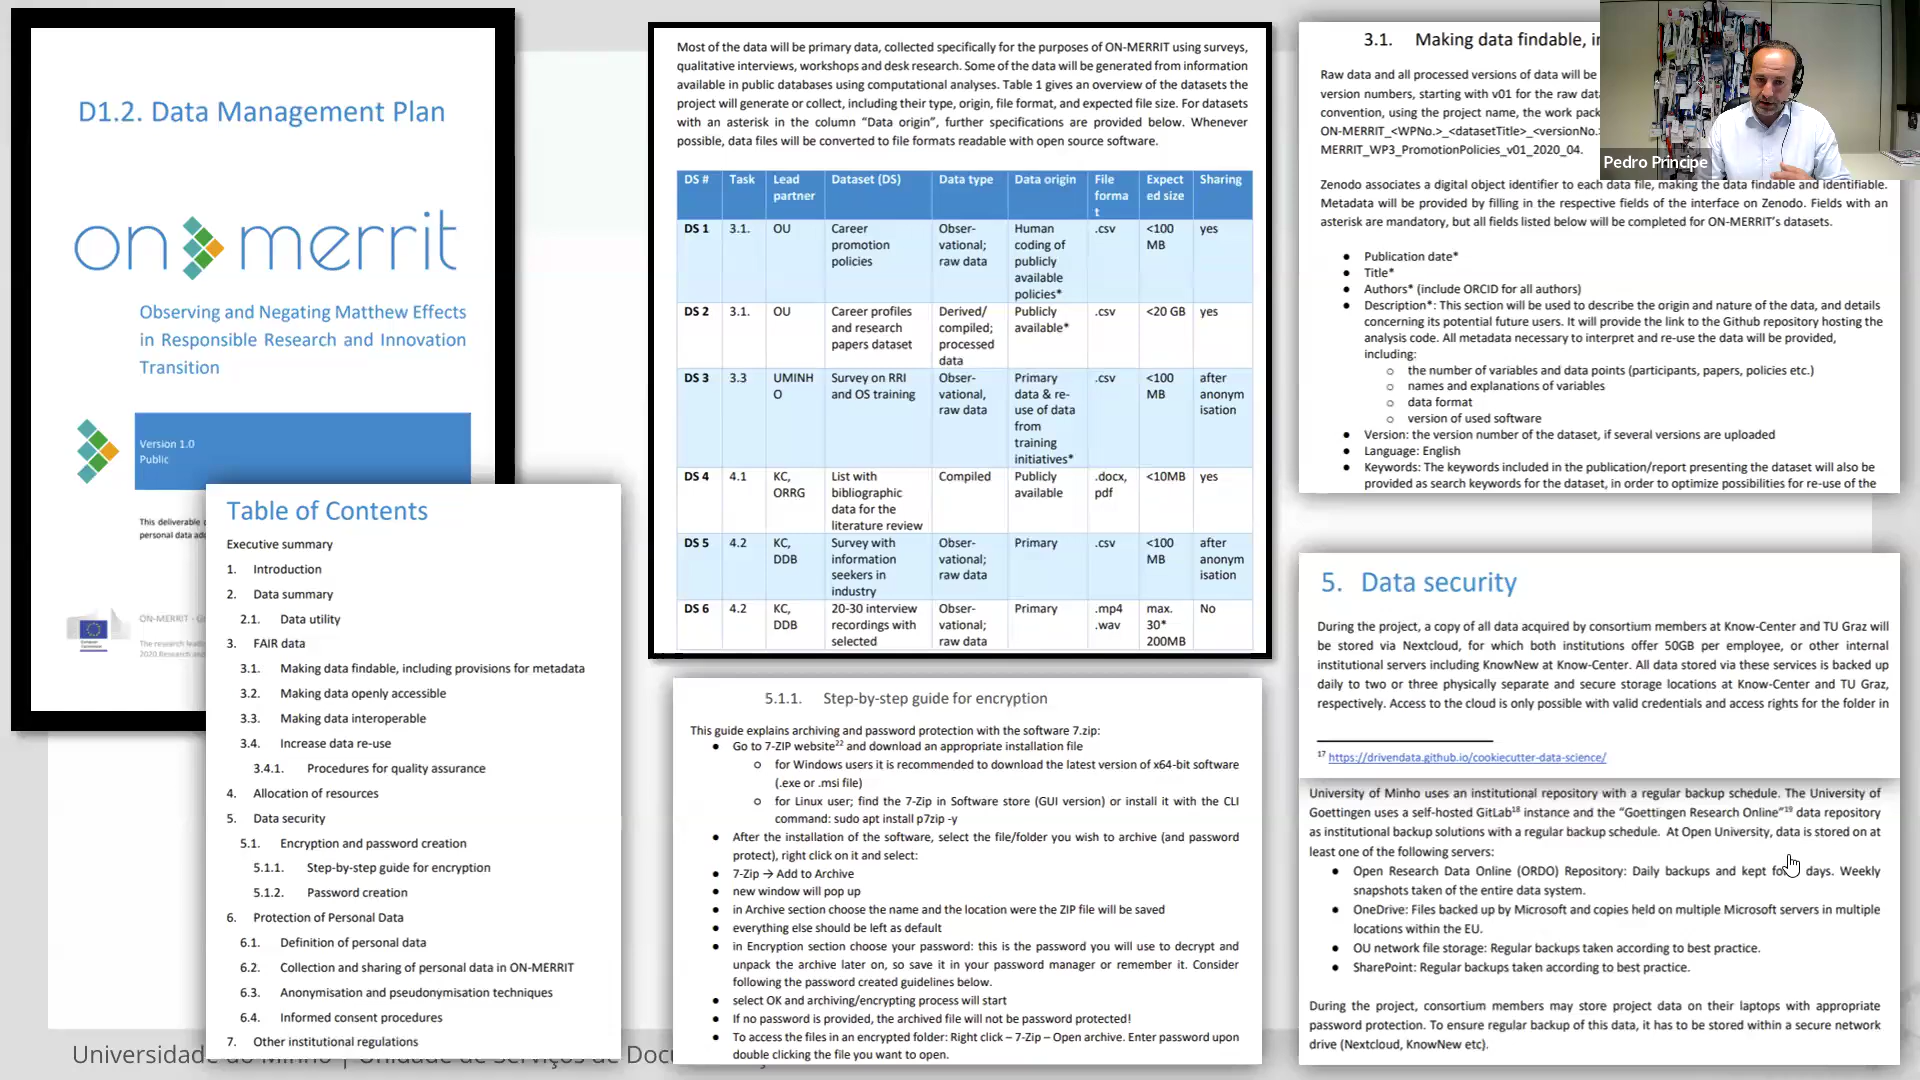 D1.2. Data Management Plan
on merrit
Observing and Negating Matthew Effects
in Responsible Research and Innovation
Transition
Version 1.0
Public
This deliverable
personal data
ON-MERRIT - G
Table of Contents
Executive summary
1. Introduction
2. Data summary
2.1. Data utility
3. FAIR data
3.1. Making data findable, including provisions for metadata
3.2. Making data openly accessible
3.3. Making data interoperable
3.4. Increase data re-use
3.4.1. Procedures for quality assurance
4. Allocation of resources
5. Data security
5.1. Encryption and password creation
5.1.1. Step-by-step guide for encryption
5.1.2. Password creation
6. Protection of Personal Data
6.1. Definition of personal data
6.2. Collection and sharing of personal data in ON-MERRIT
6.3. Anonymisation and pseudonymisation techniques
6.4. Informed consent procedures
7. Other institutional regulations
Most of the data will be primary data, collected specifically for the purposes of ON-MERRIT using surveys,
qualitative interviews, workshops and desk research. Some of the data will be generated from information
available in public databases using computational analyses. Table 1 gives an overview of the datasets the
project will generate or collect, including their type, origin, file format, and expected file size. For datasets
with an asterisk in the column “Data origin”, further specifications are provided below. Whenever
possible, data files will be converted to file formats readable with open source software.
DS # Task Lead Dataset (DS) Data type Data origin File Expect Sharing
partner forma ed size
t
DS 1 3.1. OU Career Obser- Human .csv <100 yes
promotion vational; coding of MB
policies raw data publicly
available
policies*
DS 2 3.1. OU Career profiles Derived/ Publicly .csv <20 GB yes
and research compiled; available*
papers dataset processed
data
DS 3 3.3 UMINH Survey on RRI Obser- Primary .csv <100 after
O and OS training vational, data & re- MB anonym
raw data use of data isation
from
training
initiatives*
DS 4 4.1 KC, List with Compiled Publicly .docx, <10MB yes
ORRG bibliographic available pdf
data for the
literature review
DS 5 4.2 KC, Survey with Obser- Primary .csv <100 after
DDB information vational; MB anonym
seekers in raw data isation
industry
DS 6 4.2 KC, 20-30 interview Obser- Primary .mp4 max. No
DDB recordings with vational; .wav 30*
selected raw data 200MB
5.1.1. Step-by-step guide for encryption
This guide explains archiving and password protection with the software 7.zip:
• Go to 7-ZIP website22 and download an appropriate installation file
o for Windows users it is recommended to download the latest version of x64-bit software
(.exe or .msi file)
o for Linux user; find the 7-Zip in Software store (GUI version) or install it with the CLI
command: sudo apt install p7zip -y
• After the installation of the software, select the file/folder you wish to archive (and password
protect), right click on it and select:
• 7-Zip → Add to Archive
• new window will pop up
• in Archive section choose the name and the location were the ZIP file will be saved
• everything else should be left as default
• in Encryption section choose your password: this is the password you will use to decrypt and
unpack the archive later on, so save it in your password manager or remember it. Consider
following the password created guidelines below.
• select OK and archiving/encrypting process will start
• If no password is provided, the archived file will not be password protected!
• To access the files in an encrypted folder: Right click – 7-Zip – Open archive. Enter password upon
double clicking the file you want to open.
3.1. Making data findable,
Raw data and all processed versions of data will be
version numbers, starting with v01 for the raw
convention, using the project name, the work
ON-MERRIT_<WPNo.>_<datasetTitle>_<versionNo.
MERRIT_WP3_PromotionPolicies_v01_2020_04.
Pedro Principe
Zenodo associates a digital object identifier to each data file, making the data findable and identifiable.
Metadata will be provided by filling in the respective fields of the interface on Zenodo. Fields with an
asterisk are mandatory, but all fields listed below will be completed for ON-MERRIT’s datasets.
• Publication date*
• Title*
• Authors* (include ORCID for all authors)
• Description*: This section will be used to describe the origin and nature of the data, and details
concerning its potential future users. It will provide the link to the Github repository hosting the
analysis code. All metadata necessary to interpret and re-use the data will be provided,
including:
o the number of variables and data points (participants, papers, policies etc.)
o names and explanations of variables
o data format
o version of used software
• Version: the version number of the dataset, if several versions are uploaded
• Language: English
• Keywords: The keywords included in the publication/report presenting the dataset will also be
provided as search keywords for the dataset, in order to optimize possibilities for re-use of the
5. Data security
During the project, a copy of all data acquired by consortium members at Know-Center and TU Graz will
be stored via Nextcloud, for which both institutions offer 50GB per employee, or other internal
institutional servers including KnowNew at Know-Center. All data stored via these services is backed up
daily to two or three physically separate and secure storage locations at Know-Center and TU Graz,
respectively. Access to the cloud is only possible with valid credentials and access rights for the folder in
17 https://drivendata.github.io/cookiecutter-data-science/
University of Minho uses an institutional repository with a regular backup schedule. The University of
Goettingen uses a self-hosted GitLab18 instance and the “Goettingen Research Online”19 data repository
as institutional backup solutions with a regular backup schedule. At Open University, data is stored on at
least one of the following servers:
• Open Research Data Online (ORDO) Repository: Daily backups and kept days. Weekly
snapshots taken of the entire data system.
• OneDrive: Files backed up by Microsoft and copies held on multiple Microsoft servers in multiple
locations within the EU.
• OU network file storage: Regular backups taken according to best practice.
• SharePoint: Regular backups taken according to best practice.
During the project, consortium members may store project data on their laptops with appropriate
password protection. To ensure regular backup of this data, it has to be stored within a secure network
drive (Nextcloud, KnowNew etc).
Universidade do Minho | Unidade de Serviços de Docu